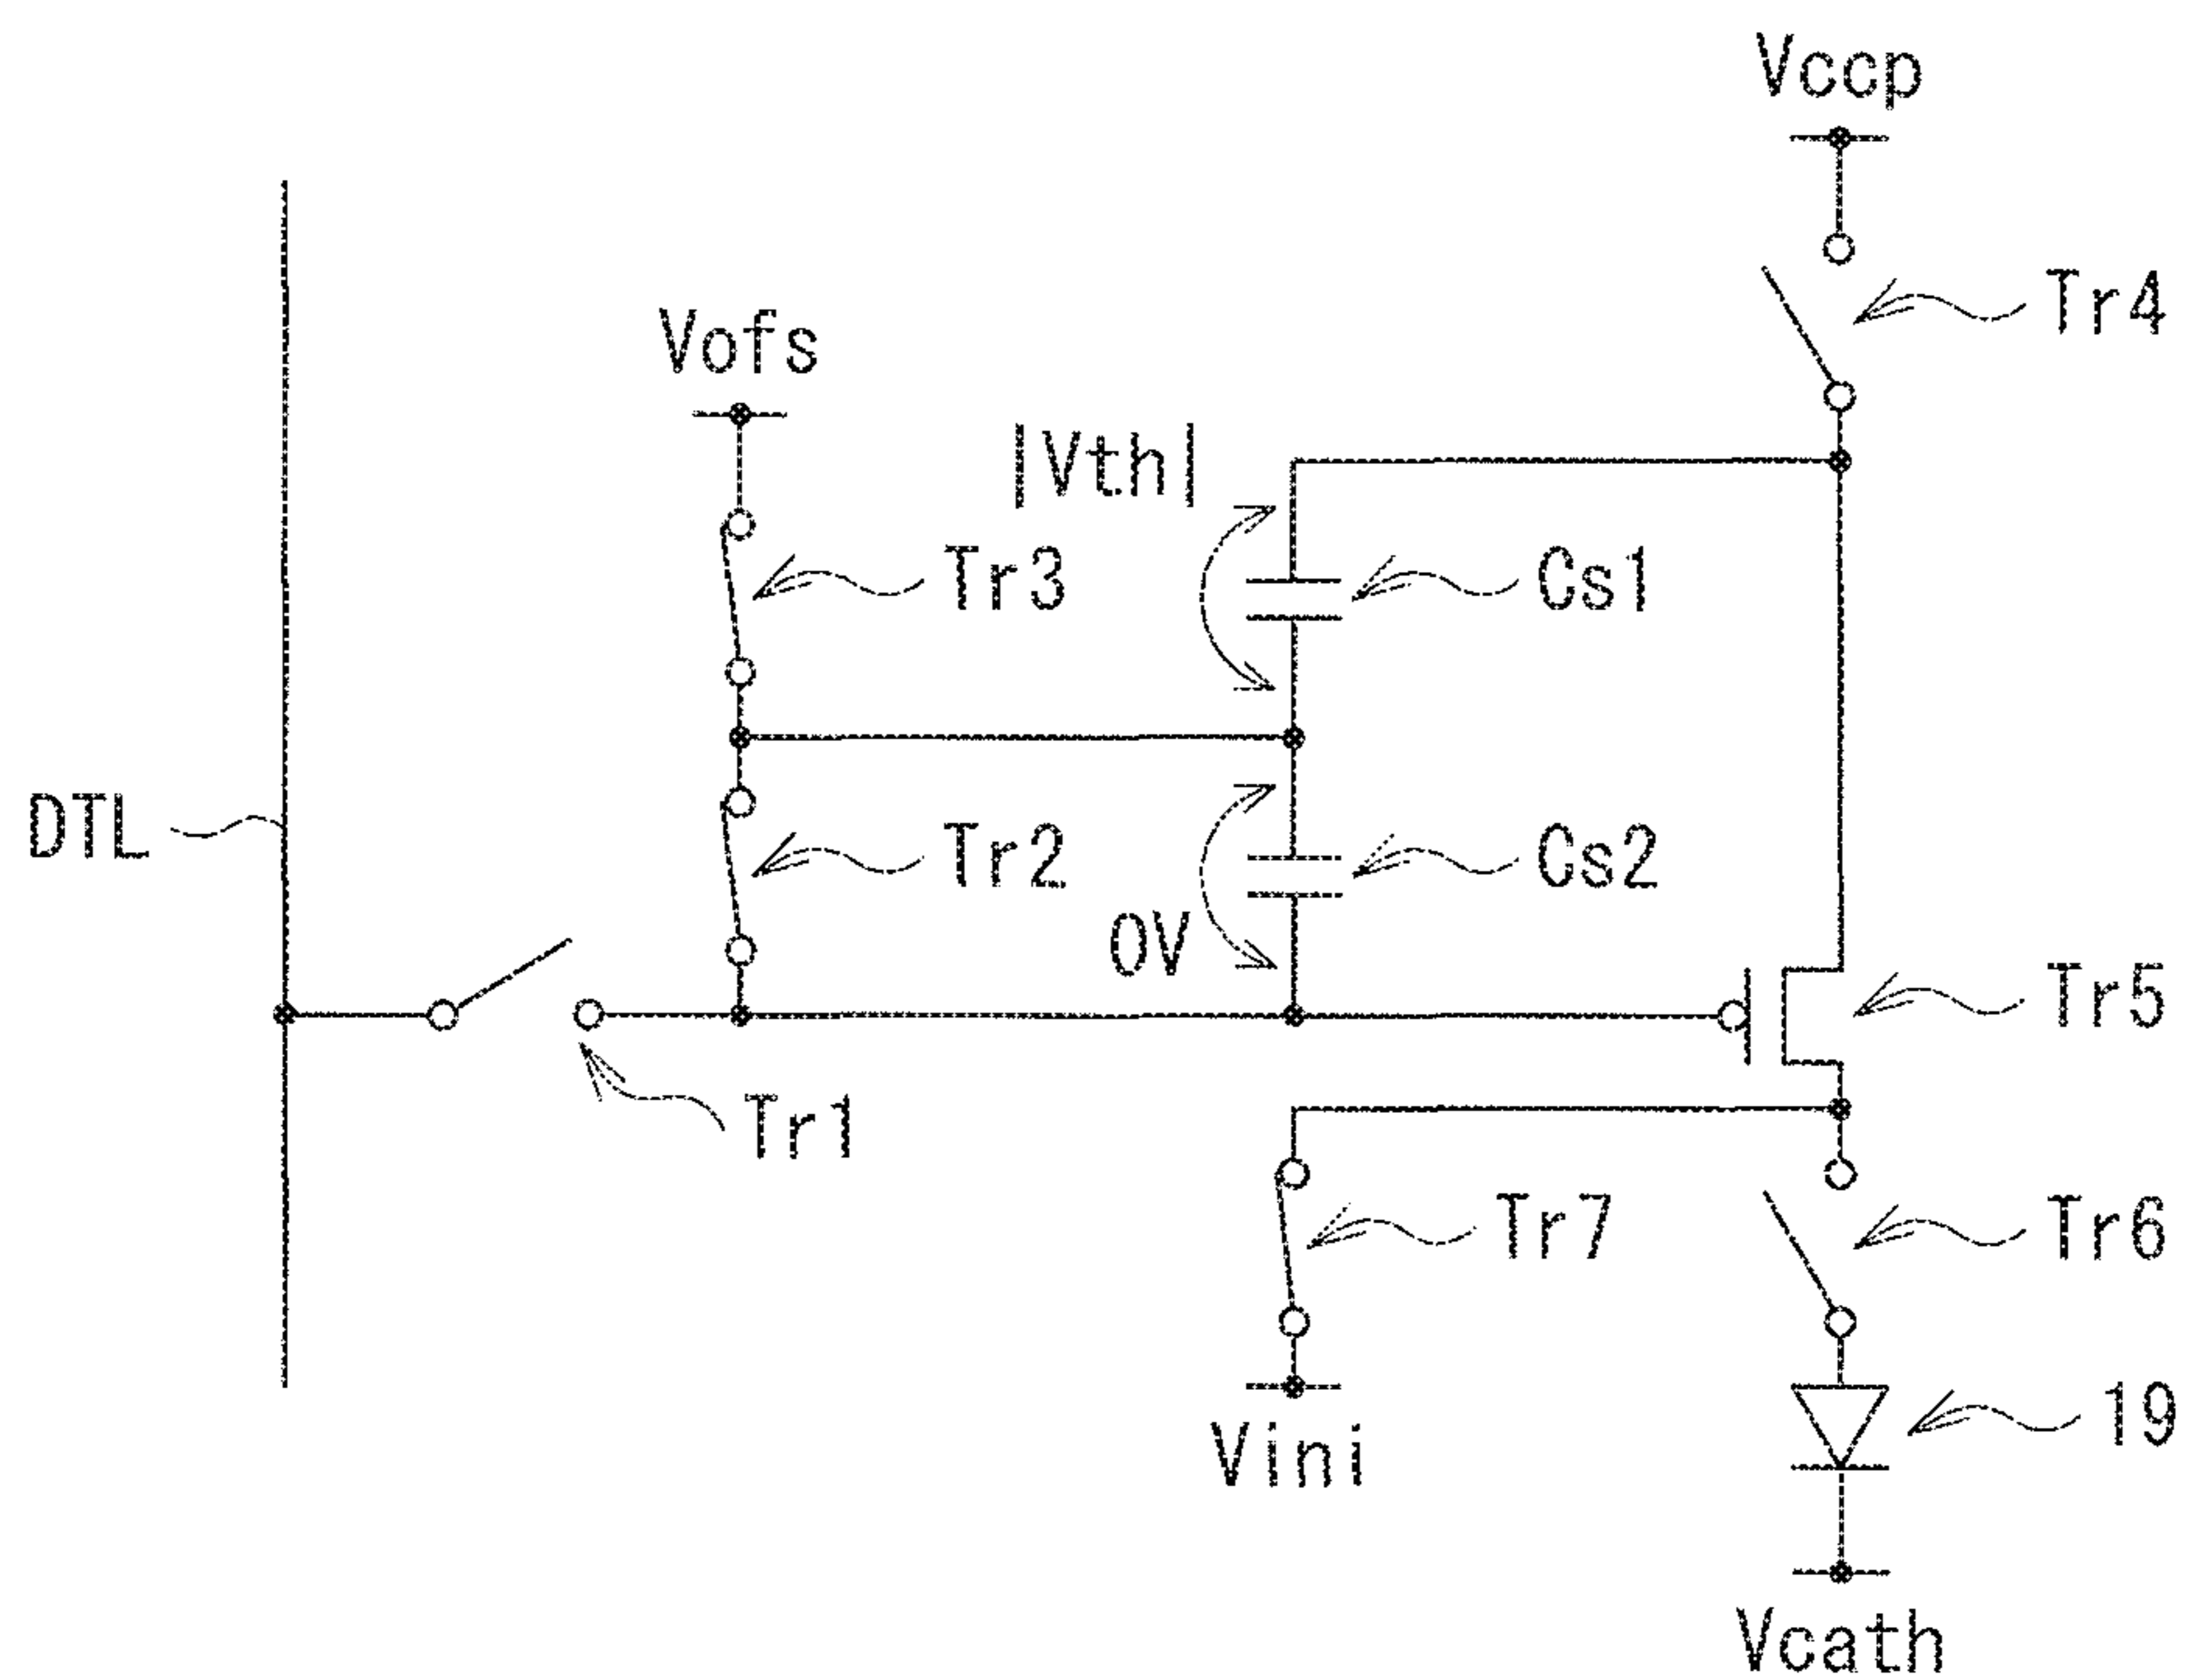 Vccp
Tr4
Vofs
|Vth|
Tr3
Cs1
DTL
Tr2
Cs2
0V
Tr5
Tr1
Tr7
Tr6
19
Vini
Vcath